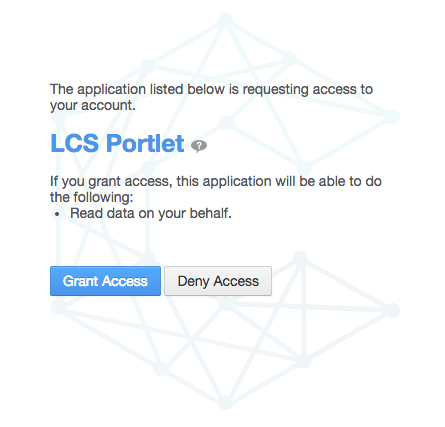 The application listed below is requesting access to
your account.
LCS Portlet ?
If you grant access, this application will be able to do
the following:
• Read data on your behalf.
Grant Access Deny Access